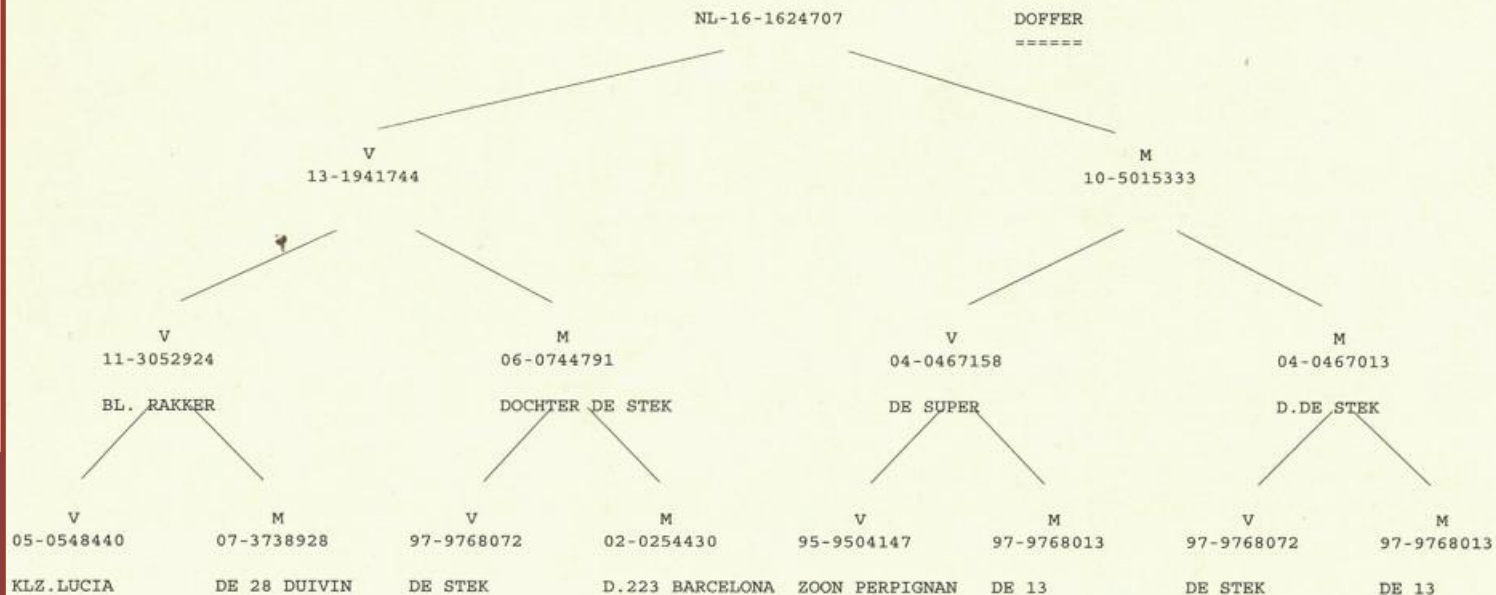 NL-16-1624707 DOFFER
======
V M
13-1941744 10-5015333
V M V M
11-3052924 06-0744791 04-0467158 04-0467013
BL. RAKKER DOCHTER DE STEK DE SUPER D.DE STEK
V M V M V M V M
05-0548440 07-3738928 97-9768072 02-0254430 95-9504147 97-9768013 97-9768072 97-9768013
KLZ.LUCIA DE 28 DUIVIN DE STEK D.223 BARCELONA ZOON PERPIGNAN DE 13 DE STEK DE 13